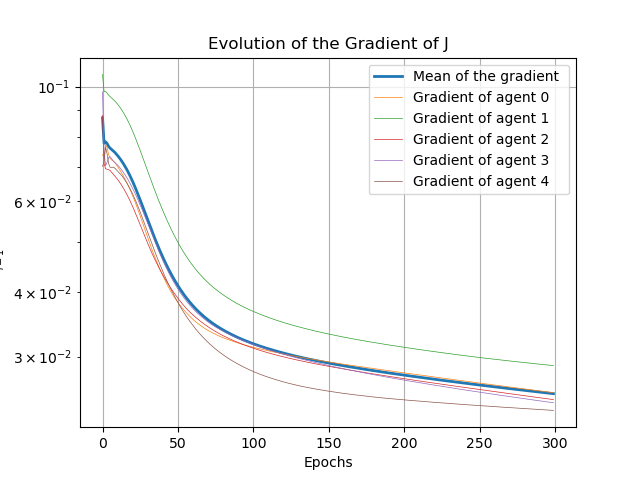 Evolution of the Gradient of J
Mean of the gradient
Gradient of agent 0
Gradient of agent 1
Gradient of agent 2
Gradient of agent 3
Gradient of agent 4
10⁻¹
6 × 10⁻²
4 × 10⁻²
3 × 10⁻²
0 50 100 150 200 250 300
Epochs